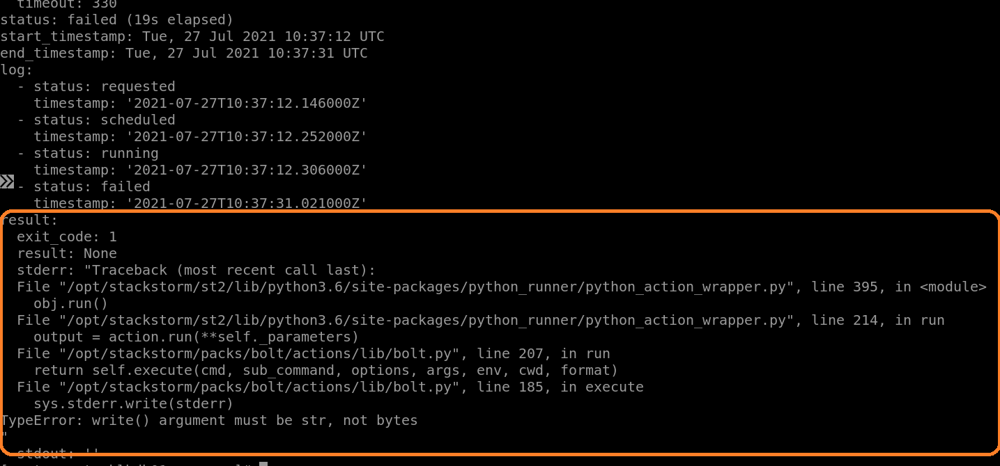 timeout: 330
status: failed (19s elapsed)
start_timestamp: Tue, 27 Jul 2021 10:37:12 UTC
end_timestamp: Tue, 27 Jul 2021 10:37:31 UTC
log:
  - status: requested
    timestamp: '2021-07-27T10:37:12.146000Z'
  - status: scheduled
    timestamp: '2021-07-27T10:37:12.252000Z'
  - status: running
    timestamp: '2021-07-27T10:37:12.306000Z'
  - status: failed
    timestamp: '2021-07-27T10:37:31.021000Z'
result:
  exit_code: 1
  result: None
  stderr: "Traceback (most recent call last):
  File "/opt/stackstorm/st2/lib/python3.6/site-packages/python_runner/python_action_wrapper.py", line 395, in <module>
    obj.run()
  File "/opt/stackstorm/st2/lib/python3.6/site-packages/python_runner/python_action_wrapper.py", line 214, in run
    output = action.run(**self._parameters)
  File "/opt/stackstorm/packs/bolt/actions/lib/bolt.py", line 207, in run
    return self.execute(cmd, sub_command, options, args, env, cwd, format)
  File "/opt/stackstorm/packs/bolt/actions/lib/bolt.py", line 185, in execute
    sys.stderr.write(stderr)
TypeError: write() argument must be str, not bytes
"
  stdout: ''